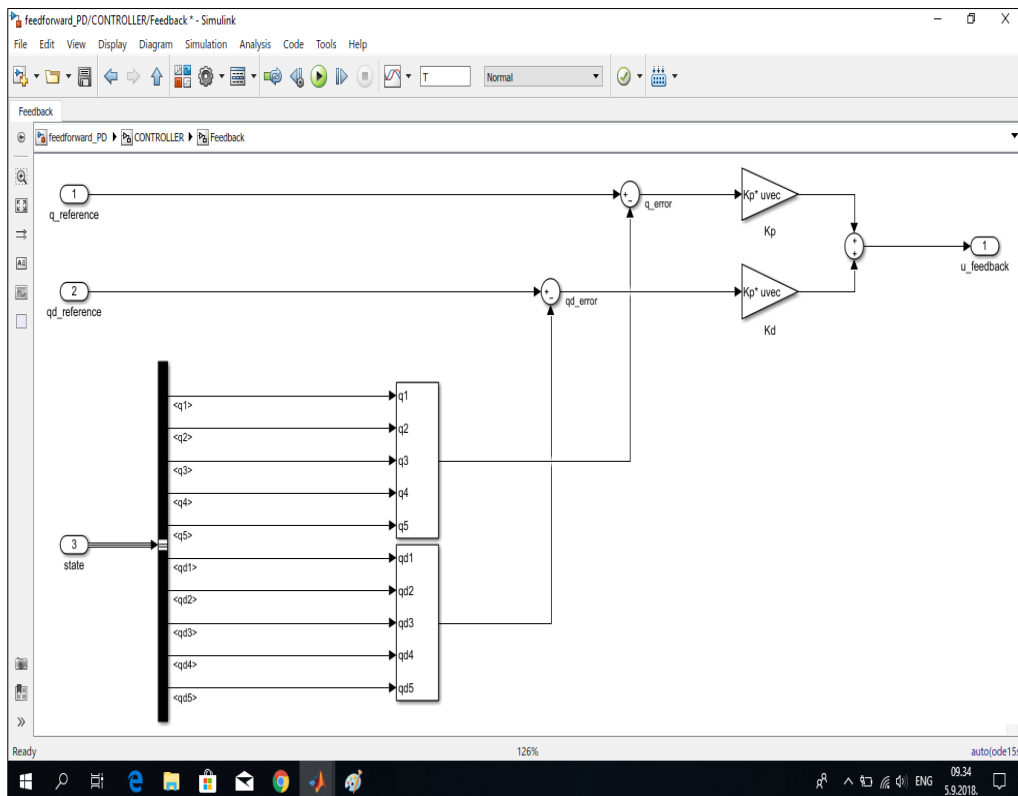 feedforward_PD/CONTROLLER/Feedback * - Simulink
File Edit View Display Diagram Simulation Analysis Code Tools Help
T Normal
Feedback
feedforward_PD CONTROLLER Feedback
1
q_reference
q_error
Kp* uvec
Kp
1
u_feedback
2
qd_reference
qd_error
Kp* uvec
Kd
<q1>
<q2>
<q3>
<q4>
<q5>
<qd1>
<qd2>
<qd3>
<qd4>
<qd5>
q1
q2
q3
q4
q5
qd1
qd2
qd3
qd4
qd5
3
state
Ready 126% auto(ode15s
ENG 09.34
5.9.2018.